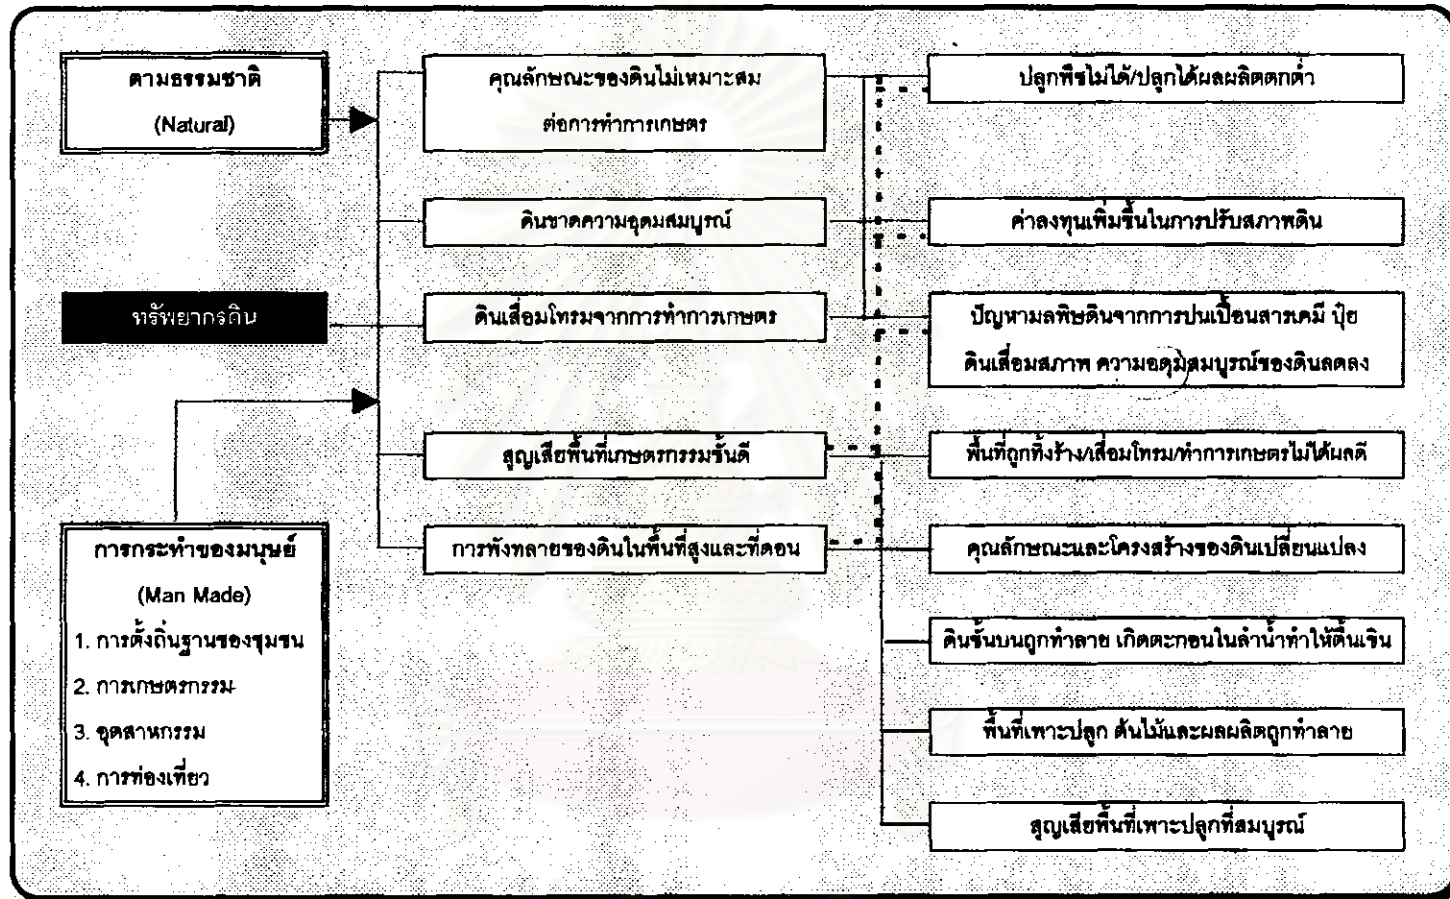 ตามธรรมชาติ
(Natural)
ทรัพยากรดิน
การกระทำของมนุษย์
(Man Made)
1. การตั้งถิ่นฐานของชุมชน
2. การเกษตรกรรม
3. อุตสาหกรรม
4. การท่องเที่ยว
คุณลักษณะของดินไม่เหมาะสม
ต่อการทำการเกษตร
ดินขาดความอุดมสมบูรณ์
ดินเสื่อมโทรมจากการทำการเกษตร
สูญเสียพื้นที่เกษตรกรรมชั้นดี
การพังทลายของดินในพื้นที่สูงและที่ดอน
ปลูกพืชไม่ได้/ปลูกได้ผลผลิตตกต่ำ
ค่าลงทุนเพิ่มขึ้นในการปรับสภาพดิน
ปัญหามลพิษดินจากการปนเปื้อนสารเคมี ปุ๋ย
ดินเสื่อมสภาพ ความอดุมสมบูรณ์ของดินลดลง
พื้นที่ถูกทิ้งร้าง/เสื่อมโทรม/ทำการเกษตรไม่ได้ผลดี
คุณลักษณะและโครงสร้างของดินเปลี่ยนแปลง
ดินชั้นบนถูกทำลาย เกิดตะกอนในลำน้ำทำให้ตื้นเขิน
พื้นที่เพาะปลูก ต้นไม้และผลผลิตถูกทำลาย
สูญเสียพื้นที่เพาะปลูกที่สมบูรณ์